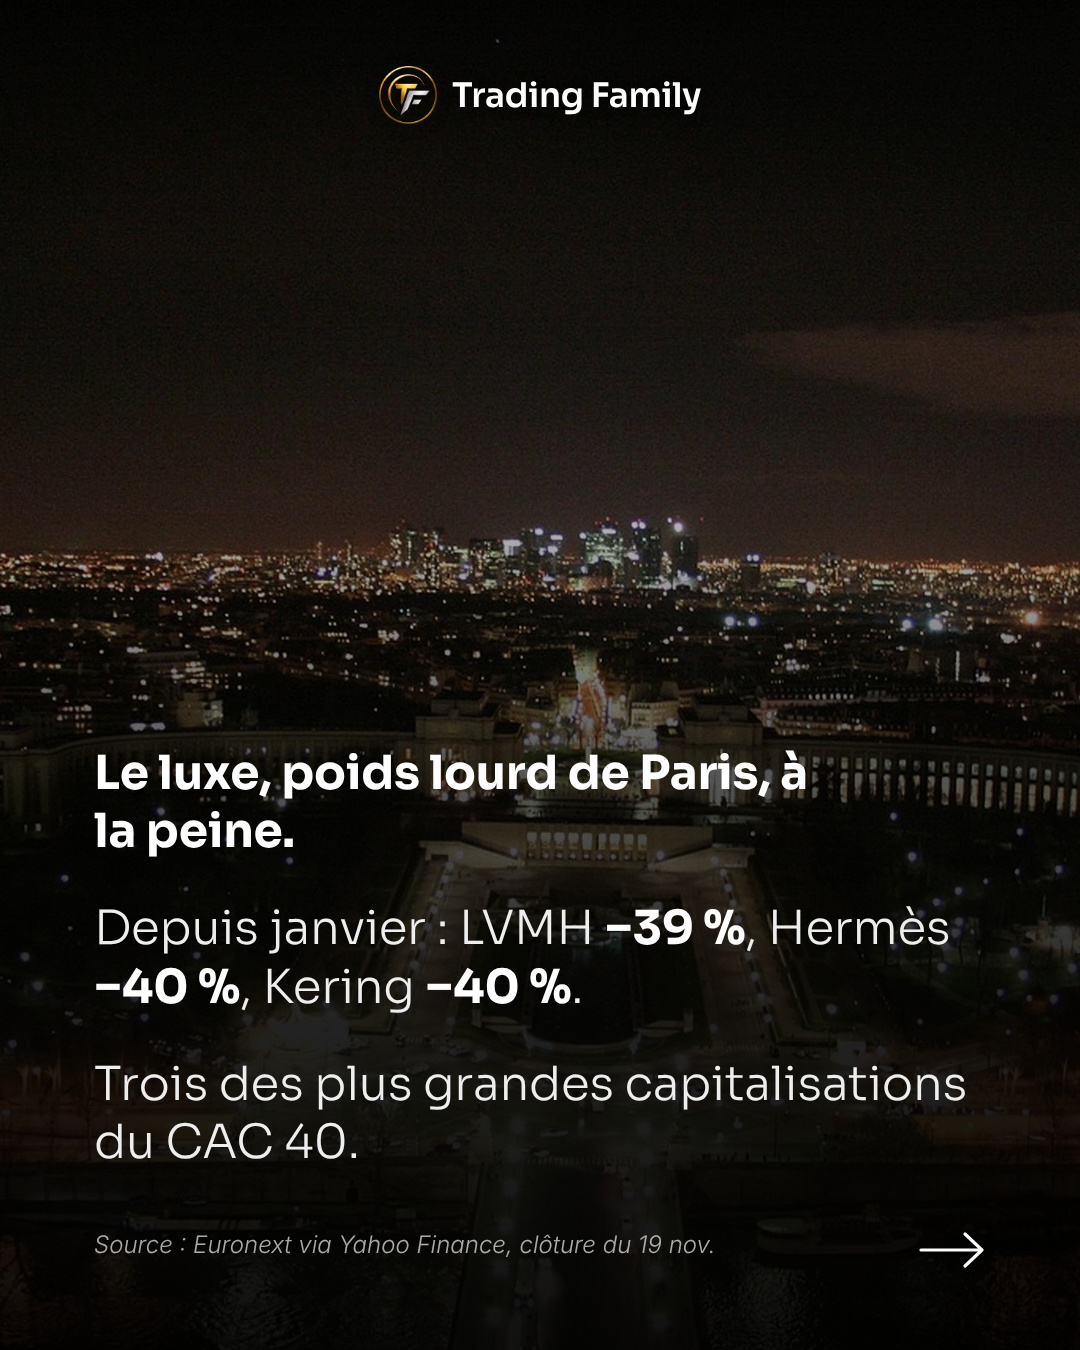 TF Trading Family
Le luxe, poids lourd de Paris, à
la peine.
Depuis janvier : LVMH −39 %, Hermès
−40 %, Kering −40 %.
Trois des plus grandes capitalisations
du CAC 40.
Source : Euronext via Yahoo Finance, clôture du 19 nov.